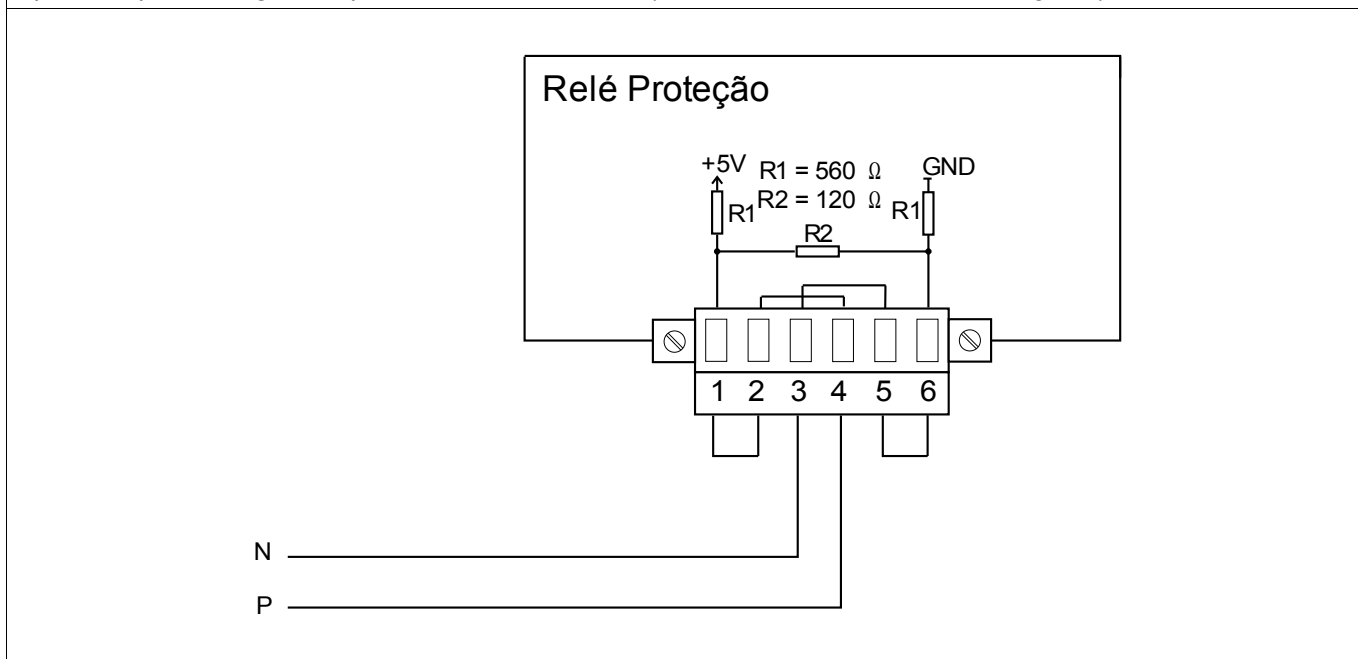 Relé Proteção
+5V
R1 = 560 Ω
GND
R2 = 120 Ω
R1
R1
R2
1 2 3 4 5 6
N
P